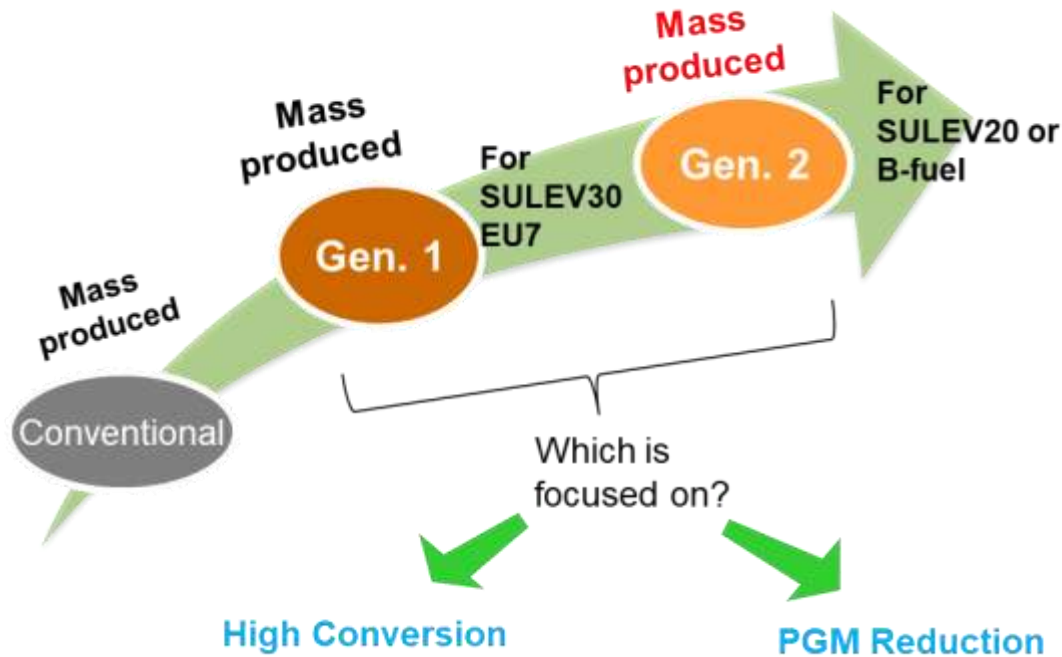 Mass
produced
For
SULEV20 or
B-fuel
Mass
produced
For
SULEV30
EU7
Gen. 2
Gen. 1
Mass
produced
Conventional
Which is
focused on?
High Conversion
PGM Reduction